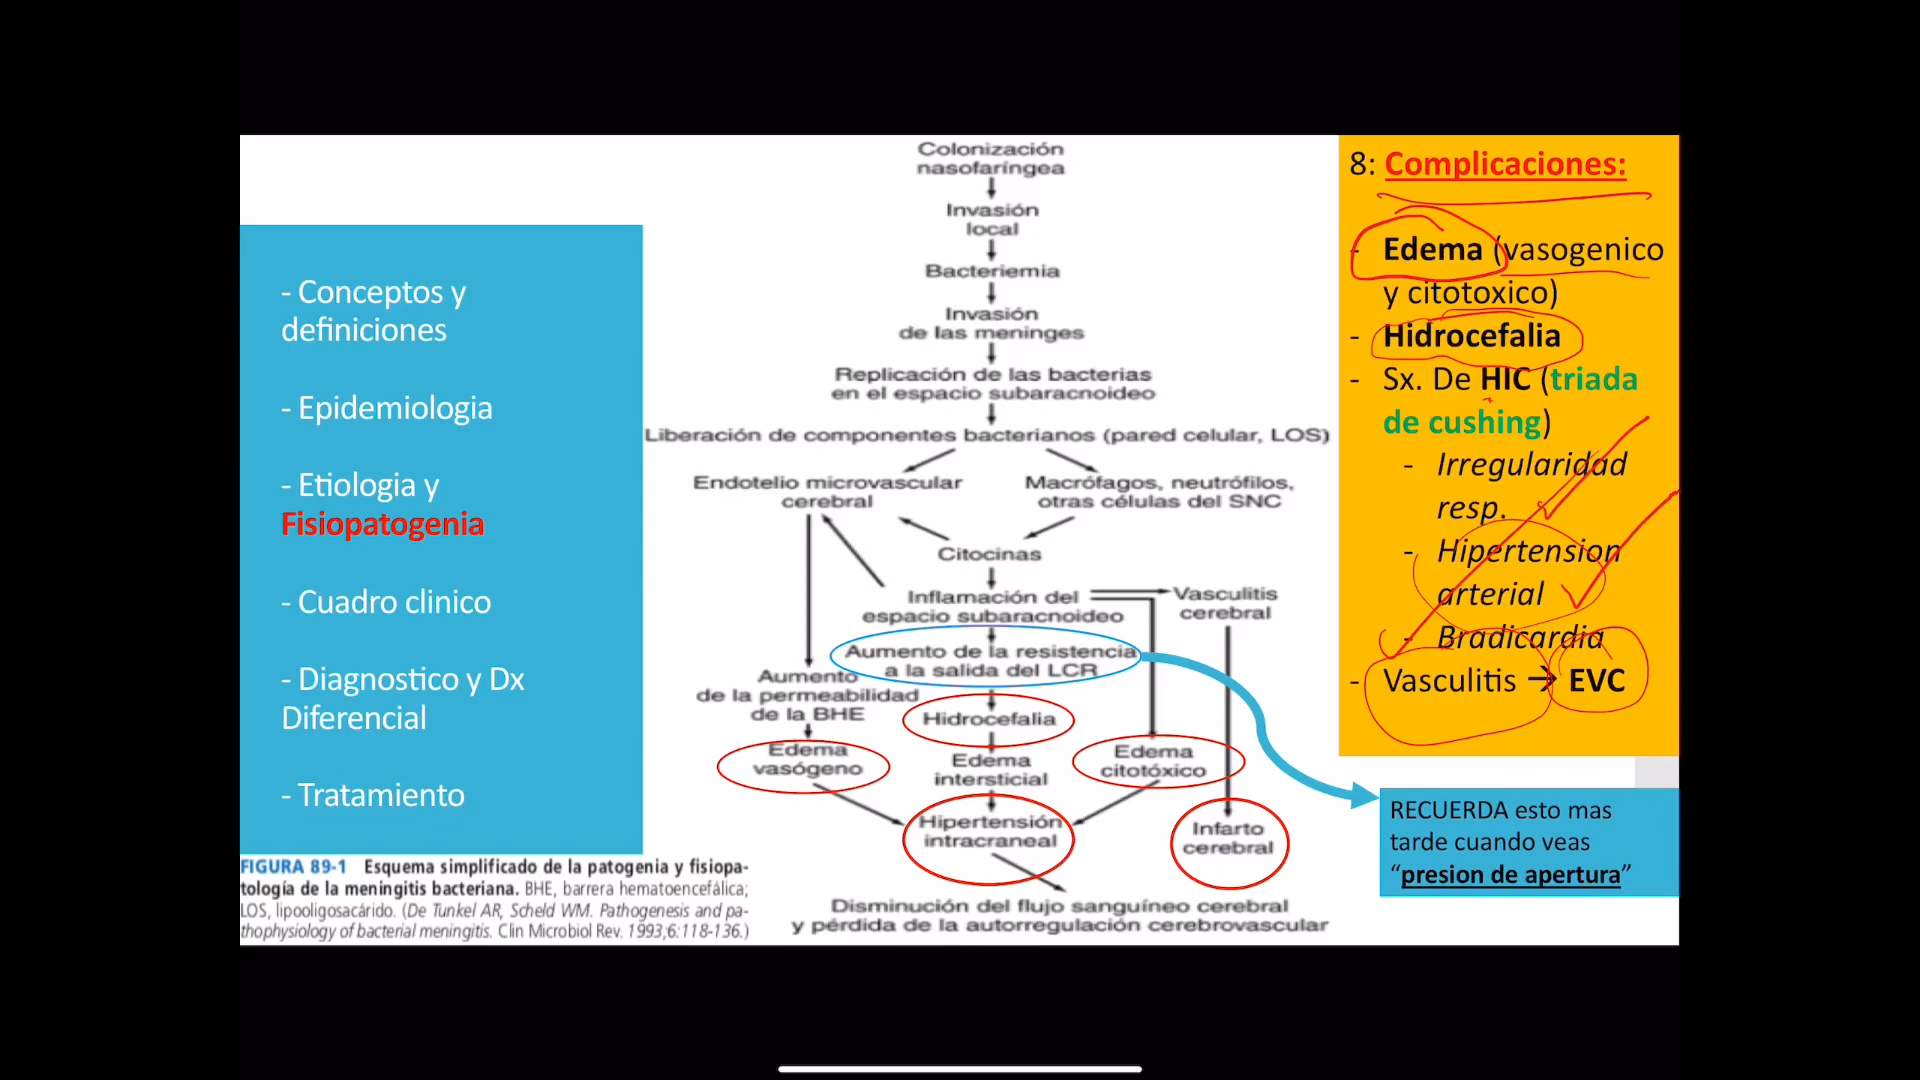 - Conceptos y
definiciones
- Epidemiologia
- Etiologia y
Fisiopatogenia
- Cuadro clinico
- Diagnostico y Dx
Diferencial
- Tratamiento
FIGURA 89-1 Esquema simplificado de la patogenia y fisiopa-
tología de la meningitis bacteriana. BHE, barrera hematoencefálica;
LOS, lipooligosacárido. (De Tunkel AR, Scheld WM. Pathogenesis and pa-
thophysiology of bacterial meningitis. Clin Microbiol Rev. 1993;6:118-136.)
Colonización
nasofaríngea
Invasión
local
Bacteriemia
Invasión
de las meninges
Replicación de las bacterias
en el espacio subaracnoideo
Liberación de componentes bacterianos (pared celular, LOS)
Endotelio microvascular
cerebral
Macrófagos, neutrófilos,
otras células del SNC
Citocinas
Inflamación del
espacio subaracnoideo
Vasculitis
cerebral
Aumento de la resistencia
a la salida del LCR
Aumento
de la permeabilidad
de la BHE
Hidrocefalia
Edema
vasógeno
Edema
intersticial
Edema
citotóxico
Hipertensión
intracraneal
Infarto
cerebral
Disminución del flujo sanguíneo cerebral
y pérdida de la autorregulación cerebrovascular
8: Complicaciones:
- Edema (vasogenico
y citotoxico)
- Hidrocefalia
- Sx. De HIC (triada
de cushing)
- Irregularidad
resp.
- Hipertension
arterial
- Bradicardia
- Vasculitis → EVC
RECUERDA esto mas
tarde cuando veas
“presion de apertura”